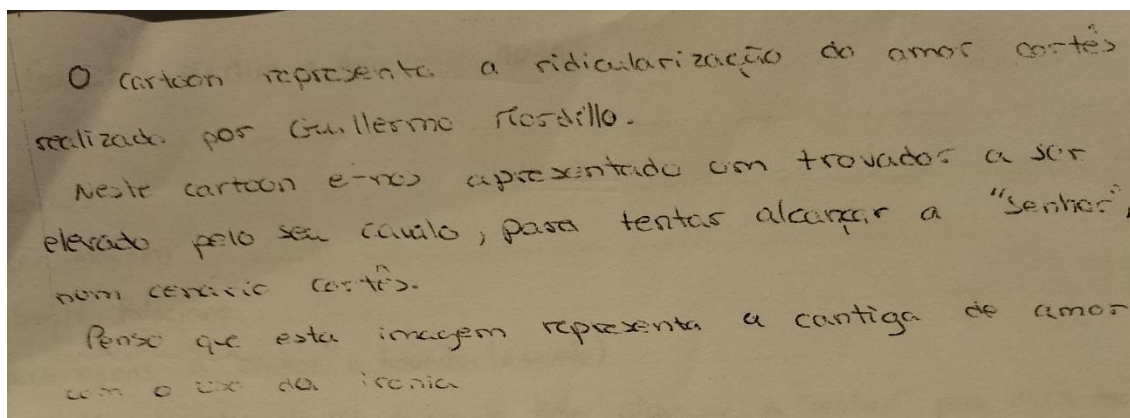 O cartoon representa a ridicularização do amor cortês
realizada por Guillermo Mordillo.
Neste cartoon e-nos apresentado um trovador a ser
elevado pelo seu cavalo, para tentar alcançar a "Senhor",
num cenário cortês.
Penso que esta imagem representa a cantiga de amor
com o uso da ironia